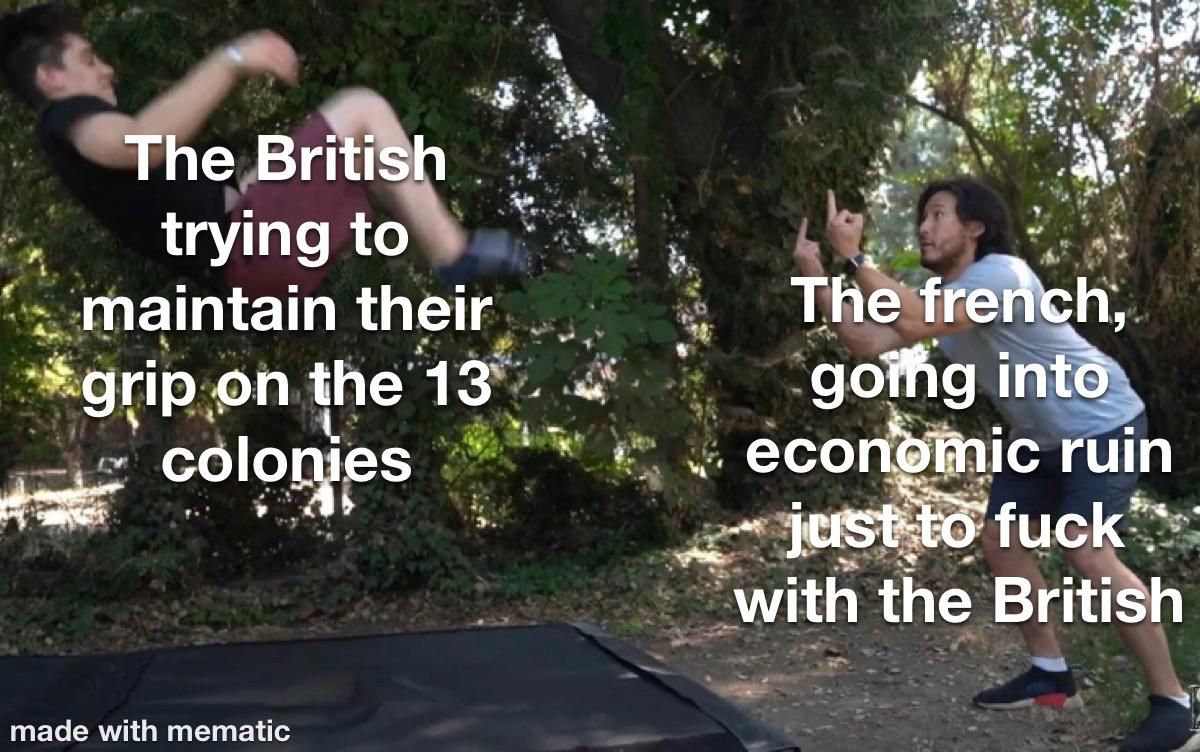 The British
trying to
maintain their
grip on the 13
colonies
The french,
going into
economic ruin
just to fuck
with the British
made with mematic